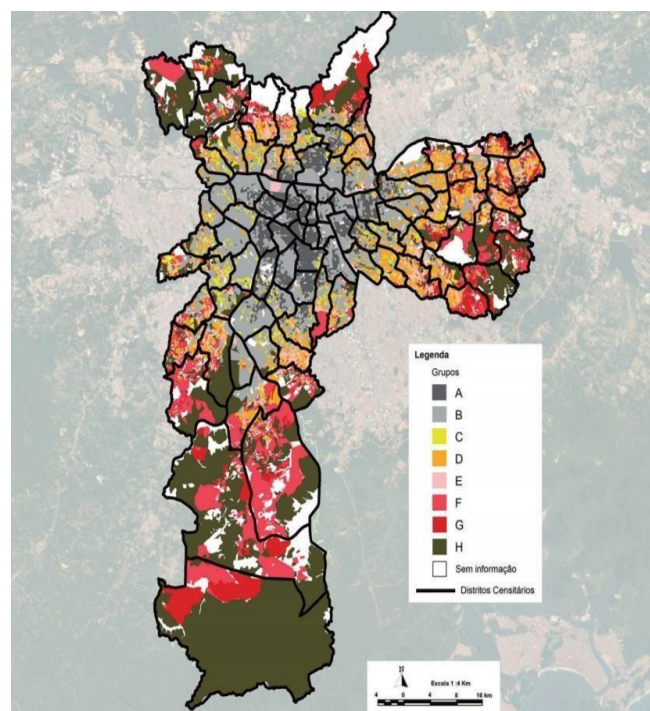 Legenda
Grupos
A
B
C
D
E
F
G
H
Sem informação
Distritos Censitários
N
Escala 1 :4 Km
4 0 4 8 16 km